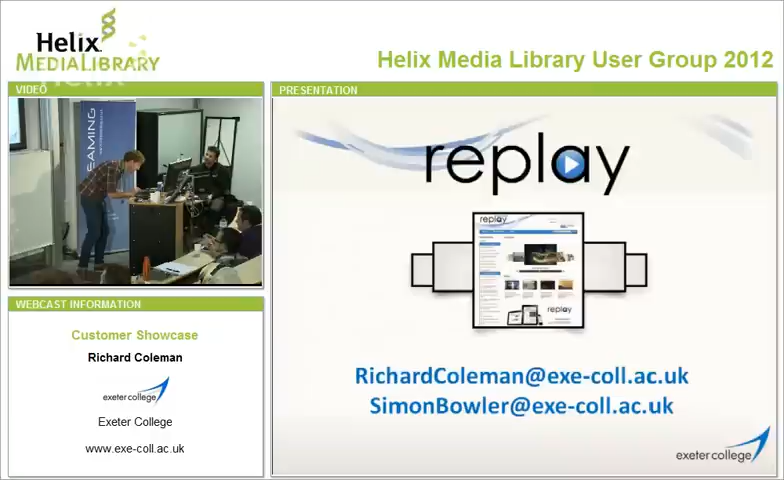 Helix
MEDIALIBRARY
Helix Media Library User Group 2012
VIDEO
EAMING
WEBCAST INFORMATION
Customer Showcase
Richard Coleman
exeter college
Exeter College
www.exe-coll.ac.uk
PRESENTATION
replay
replay
replay
RichardColeman@exe-coll.ac.uk
SimonBowler@exe-coll.ac.uk
exeter college